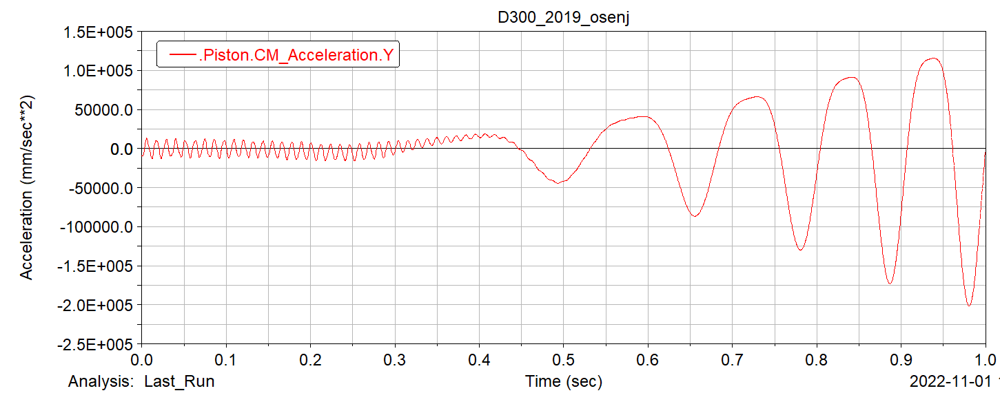 D300_2019_osenj
1.5E+005
.Piston.CM_Acceleration.Y
1.0E+005
50000.0
0.0
-50000.0
-100000.0
-1.5E+005
-2.0E+005
-2.5E+005
Acceleration (mm/sec**2)
0.0 0.1 0.2 0.3 0.4 0.5 0.6 0.7 0.8 0.9 1.0
Analysis: Last_Run Time (sec) 2022-11-01